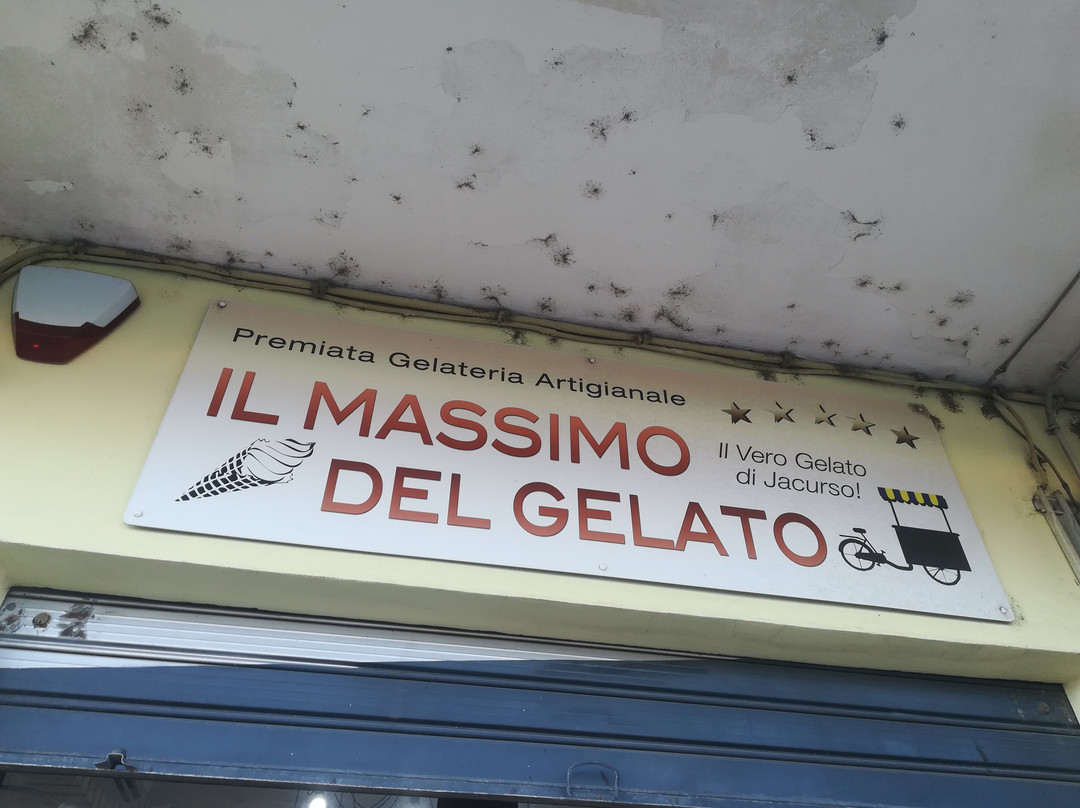 Premiata Gelateria Artigianale
IL MASSIMO
DEL GELATO
Il Vero Gelato
di Jacurso!